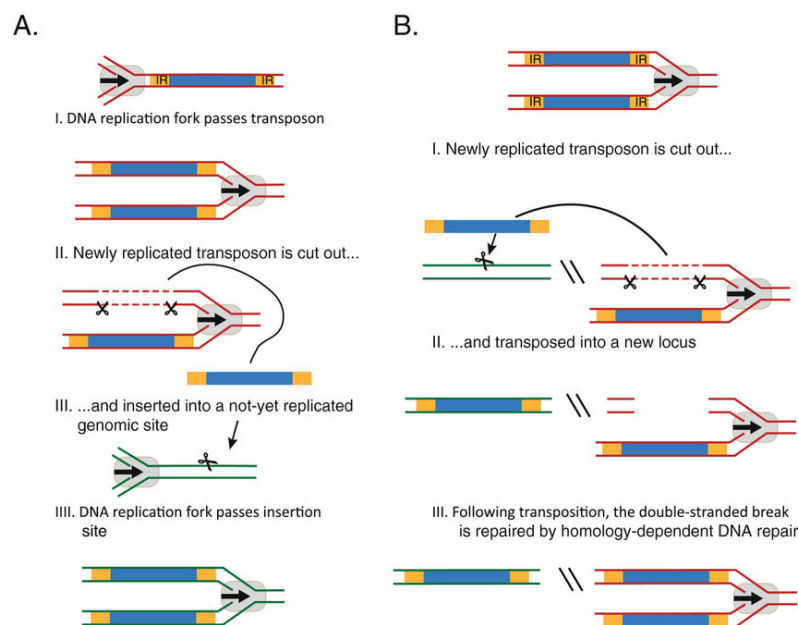 A.
IR IR
I. DNA replication fork passes transposon
II. Newly replicated transposon is cut out...
III. ...and inserted into a not-yet replicated
genomic site
IIII. DNA replication fork passes insertion
site
B.
IR IR
IR IR
I. Newly replicated transposon is cut out...
II. ...and transposed into a new locus
III. Following transposition, the double-stranded break
is repaired by homology-dependent DNA repair